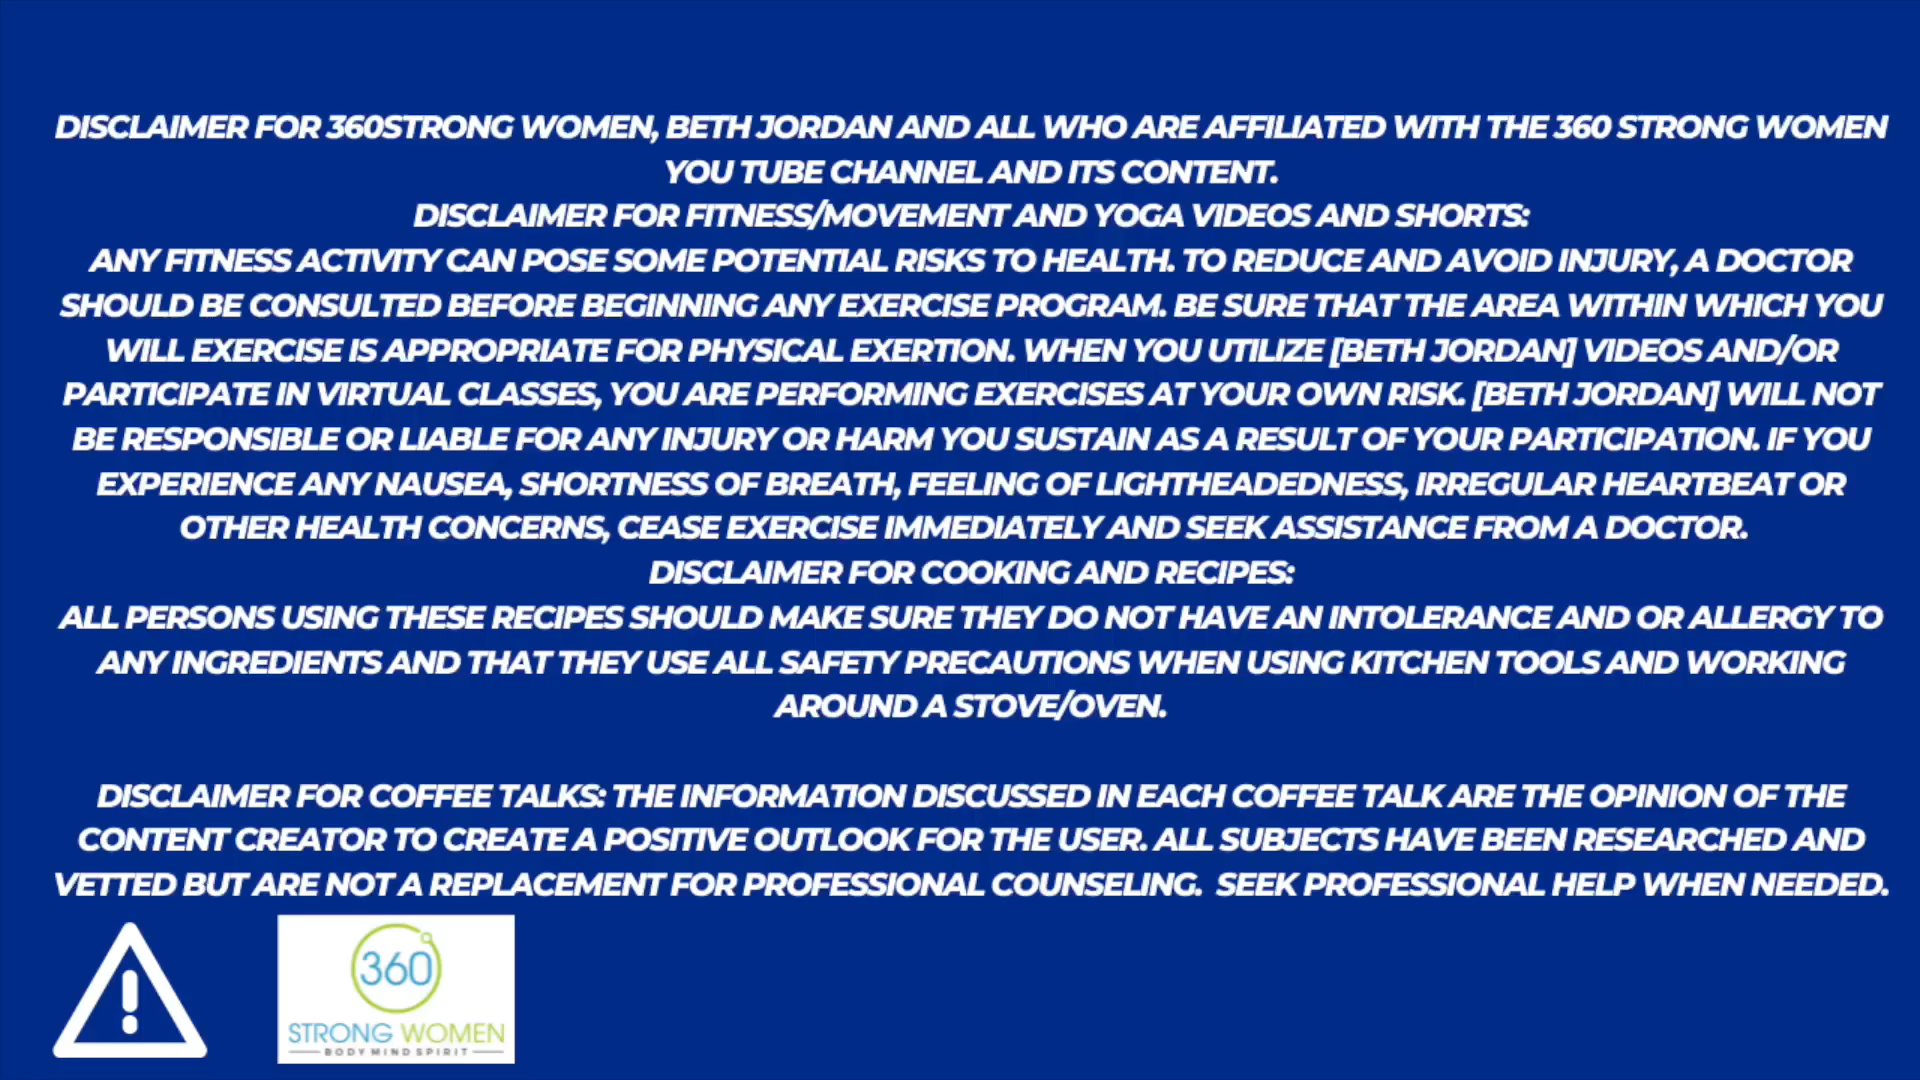 DISCLAIMER FOR 360STRONG WOMEN, BETH JORDAN AND ALL WHO ARE AFFILIATED WITH THE 360 STRONG WOMEN
YOU TUBE CHANNEL AND ITS CONTENT.
DISCLAIMER FOR FITNESS/MOVEMENT AND YOGA VIDEOS AND SHORTS:
ANY FITNESS ACTIVITY CAN POSE SOME POTENTIAL RISKS TO HEALTH. TO REDUCE AND AVOID INJURY, A DOCTOR
SHOULD BE CONSULTED BEFORE BEGINNING ANY EXERCISE PROGRAM. BE SURE THAT THE AREA WITHIN WHICH YOU
WILL EXERCISE IS APPROPRIATE FOR PHYSICAL EXERTION. WHEN YOU UTILIZE [BETH JORDAN] VIDEOS AND/OR
PARTICIPATE IN VIRTUAL CLASSES, YOU ARE PERFORMING EXERCISES AT YOUR OWN RISK. [BETH JORDAN] WILL NOT
BE RESPONSIBLE OR LIABLE FOR ANY INJURY OR HARM YOU SUSTAIN AS A RESULT OF YOUR PARTICIPATION. IF YOU
EXPERIENCE ANY NAUSEA, SHORTNESS OF BREATH, FEELING OF LIGHTHEADEDNESS, IRREGULAR HEARTBEAT OR
OTHER HEALTH CONCERNS, CEASE EXERCISE IMMEDIATELY AND SEEK ASSISTANCE FROM A DOCTOR.
DISCLAIMER FOR COOKING AND RECIPES:
ALL PERSONS USING THESE RECIPES SHOULD MAKE SURE THEY DO NOT HAVE AN INTOLERANCE AND OR ALLERGY TO
ANY INGREDIENTS AND THAT THEY USE ALL SAFETY PRECAUTIONS WHEN USING KITCHEN TOOLS AND WORKING
AROUND A STOVE/OVEN.
DISCLAIMER FOR COFFEE TALKS: THE INFORMATION DISCUSSED IN EACH COFFEE TALK ARE THE OPINION OF THE
CONTENT CREATOR TO CREATE A POSITIVE OUTLOOK FOR THE USER. ALL SUBJECTS HAVE BEEN RESEARCHED AND
VETTED BUT ARE NOT A REPLACEMENT FOR PROFESSIONAL COUNSELING. SEEK PROFESSIONAL HELP WHEN NEEDED.
360
STRONG WOMEN
BODY MIND SPIRIT